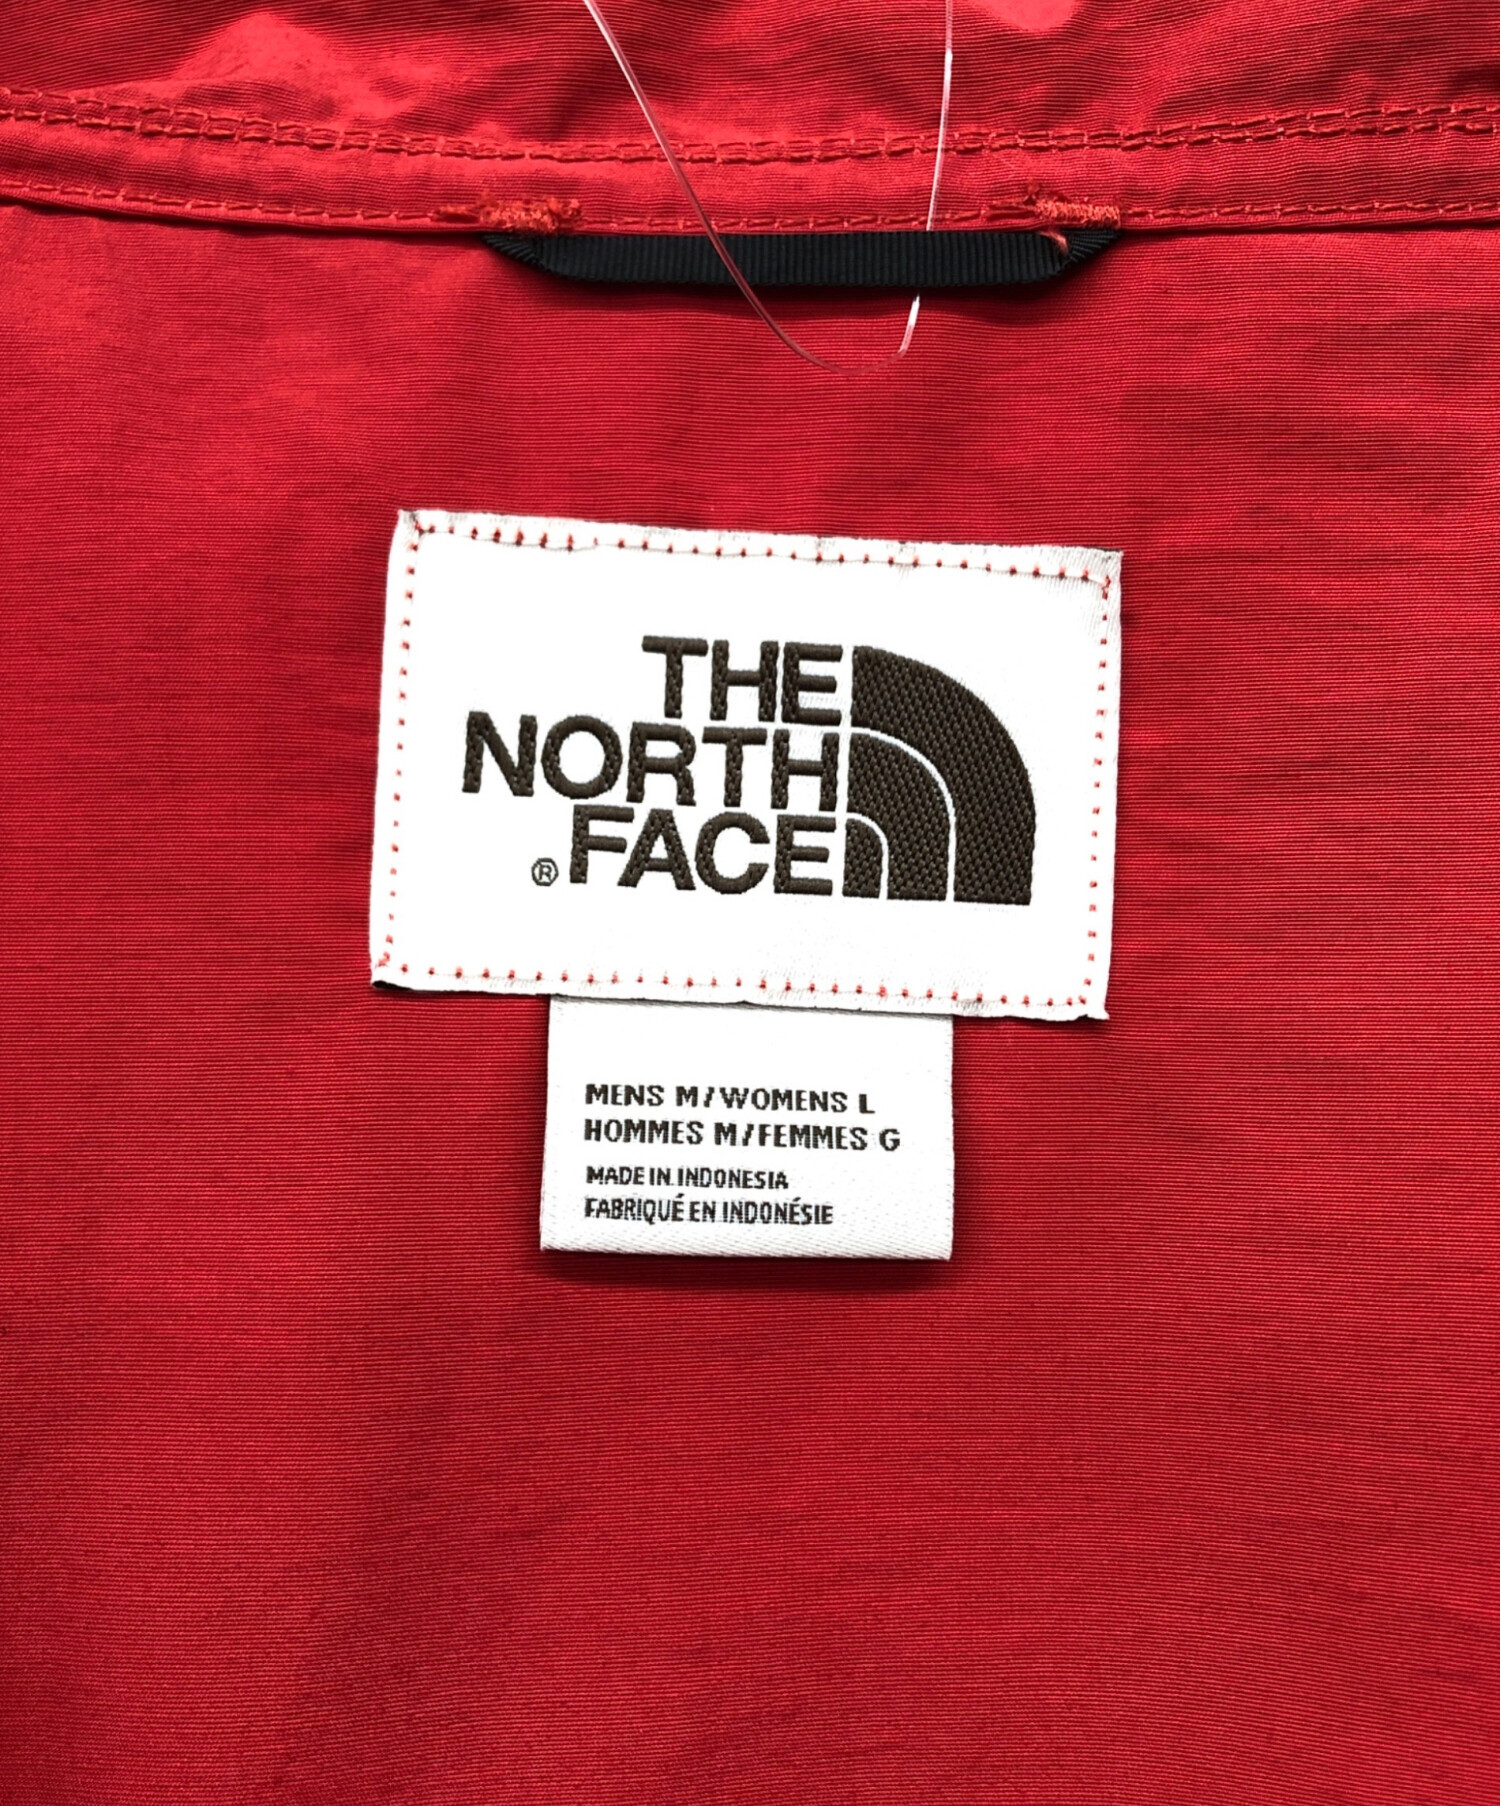 THE
NORTH
® FACE
MENS M/WOMENS L
HOMMES M/FEMMES G
MADE IN INDONESIA
FABRIQUÉ EN INDONÉSIE